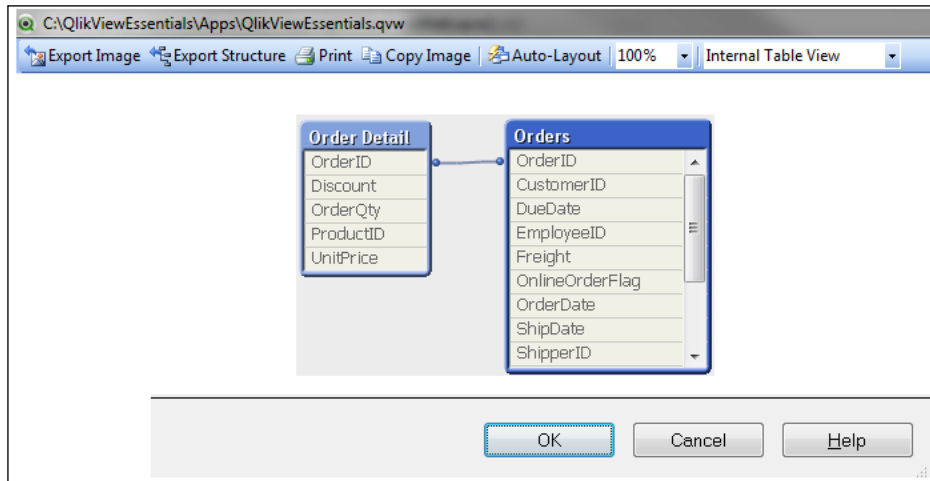 C:\QlikViewEssentials\Apps\QlikViewEssentials.qvw
Export Image Export Structure Print Copy Image Auto-Layout 100% Internal Table View
Order Detail
OrderID
Discount
OrderQty
ProductID
UnitPrice
Orders
OrderID
CustomerID
DueDate
EmployeeID
Freight
OnlineOrderFlag
OrderDate
ShipDate
ShipperID
OK Cancel Help